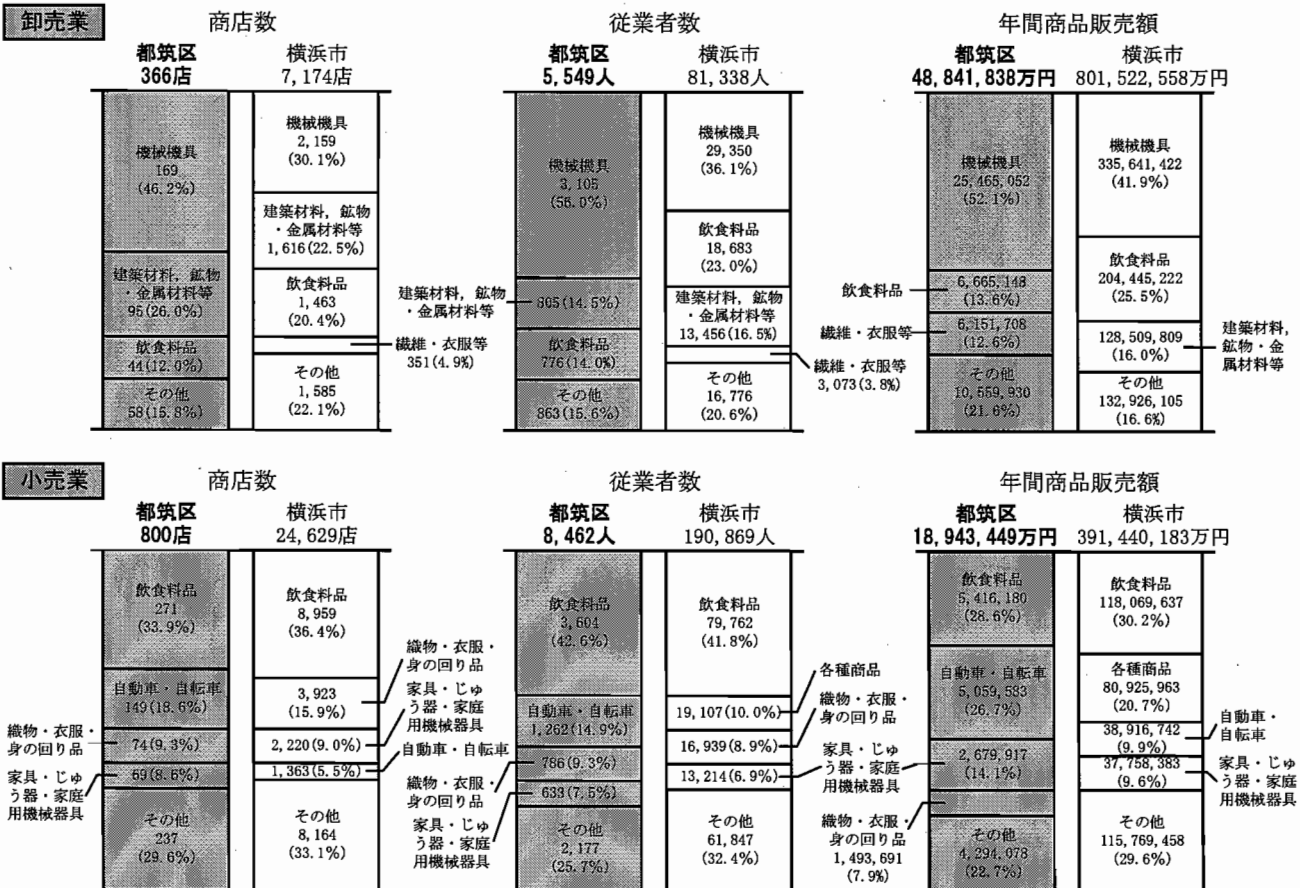 卸売業
商店数
都筑区
366店
横浜市
7,174店
機械機具
169
(46.2%)
建築材料，鉱物
・金属材料等
95(26.0%)
飲食料品
44(12.0%)
その他
58(15.8%)
機械機具
2,159
(30.1%)
建築材料，鉱物
・金属材料等
1,616(22.5%)
飲食料品
1,463
(20.4%)
繊維・衣服等
351(4.9%)
その他
1,585
(22.1%)
従業者数
都筑区
5,549人
横浜市
81,338人
機械機具
3,105
(56.0%)
建築材料，鉱物
・金属材料等
805(14.5%)
飲食料品
776(14.0%)
その他
863(15.6%)
機械機具
29,350
(36.1%)
飲食料品
18,683
(23.0%)
建築材料，鉱物
・金属材料等
13,456(16.5%)
繊維・衣服等
3,073(3.8%)
その他
16,776
(20.6%)
年間商品販売額
都筑区
48,841,838万円
横浜市
801,522,558万円
機械機具
25,465,052
(52.1%)
飲食料品
6,665,148
(13.6%)
繊維・衣服等
6,151,708
(12.6%)
その他
10,559,930
(21.6%)
機械機具
335,641,422
(41.9%)
飲食料品
204,445,222
(25.5%)
128,509,809
(16.0%)
建築材料，
鉱物・金
属材料等
その他
132,926,105
(16.6%)
小売業
商店数
都筑区
800店
横浜市
24,629店
飲食料品
271
(33.9%)
自動車・自転車
149(18.6%)
織物・衣服・
身の回り品
74(9.3%)
家具・じゅ
う器・家庭
用機械器具
69(8.6%)
その他
237
(29.6%)
飲食料品
8,959
(36.4%)
織物・衣服・
身の回り品
3,923
(15.9%)
家具・じゅ
う器・家庭
用機械器具
2,220(9.0%)
自動車・自転車
1,363(5.5%)
その他
8,164
(33.1%)
従業者数
都筑区
8,462人
横浜市
190,869人
飲食料品
3,604
(42.6%)
自動車・自転車
1,262(14.9%)
織物・衣服・
身の回り品
786(9.3%)
家具・じゅ
う器・家庭
用機械器具
633(7.5%)
その他
2,177
(25.7%)
飲食料品
79,762
(41.8%)
各種商品
19,107(10.0%)
織物・衣服・
身の回り品
16,939(8.9%)
家具・じゅ
う器・家庭
用機械器具
13,214(6.9%)
その他
61,847
(32.4%)
年間商品販売額
都筑区
18,943,449万円
横浜市
391,440,183万円
飲食料品
5,416,180
(28.6%)
自動車・自転車
5,059,583
(26.7%)
2,679,917
(14.1%)
織物・衣服・
身の回り品
1,493,691
(7.9%)
その他
4,294,078
(22.7%)
飲食料品
118,069,637
(30.2%)
各種商品
80,925,963
(20.7%)
自動車・
自転車
38,916,742
(9.9%)
37,758,383
(9.6%)
家具・じゅ
う器・家庭
用機械器具
その他
115,769,458
(29.6%)